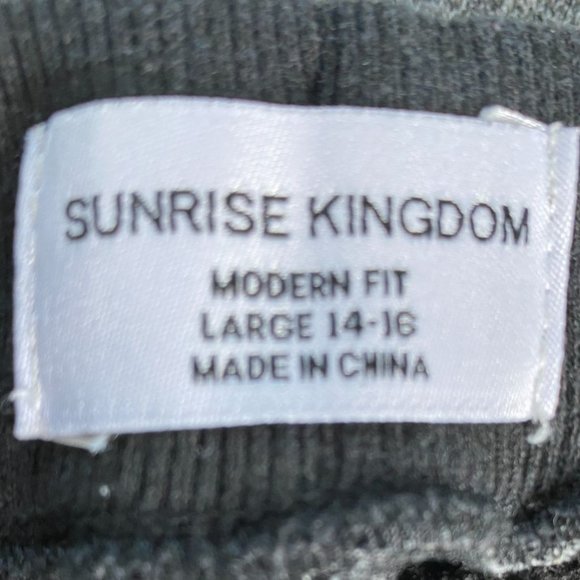 SUNRISE KINGDOM
MODERN FIT
LARGE 14-16
MADE IN CHINA